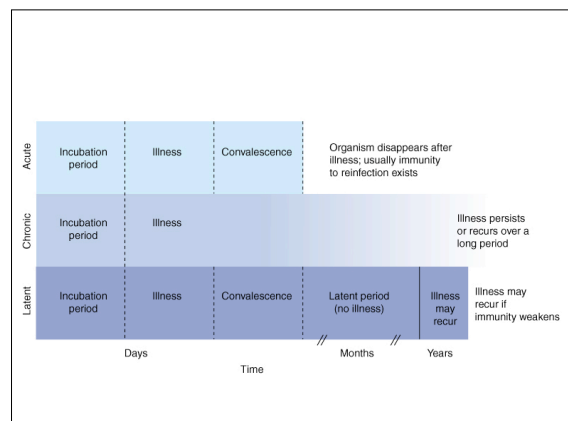 Acute
Incubation
period
Illness
Convalescence
Organism disappears after
illness; usually immunity
to reinfection exists
Chronic
Incubation
period
Illness
Illness persists
or recurs over a
long period
Latent
Incubation
period
Illness
Convalescence
Latent period
(no illness)
Illness
may
recur
Illness may
recur if
immunity weakens
Days
Months
Years
Time